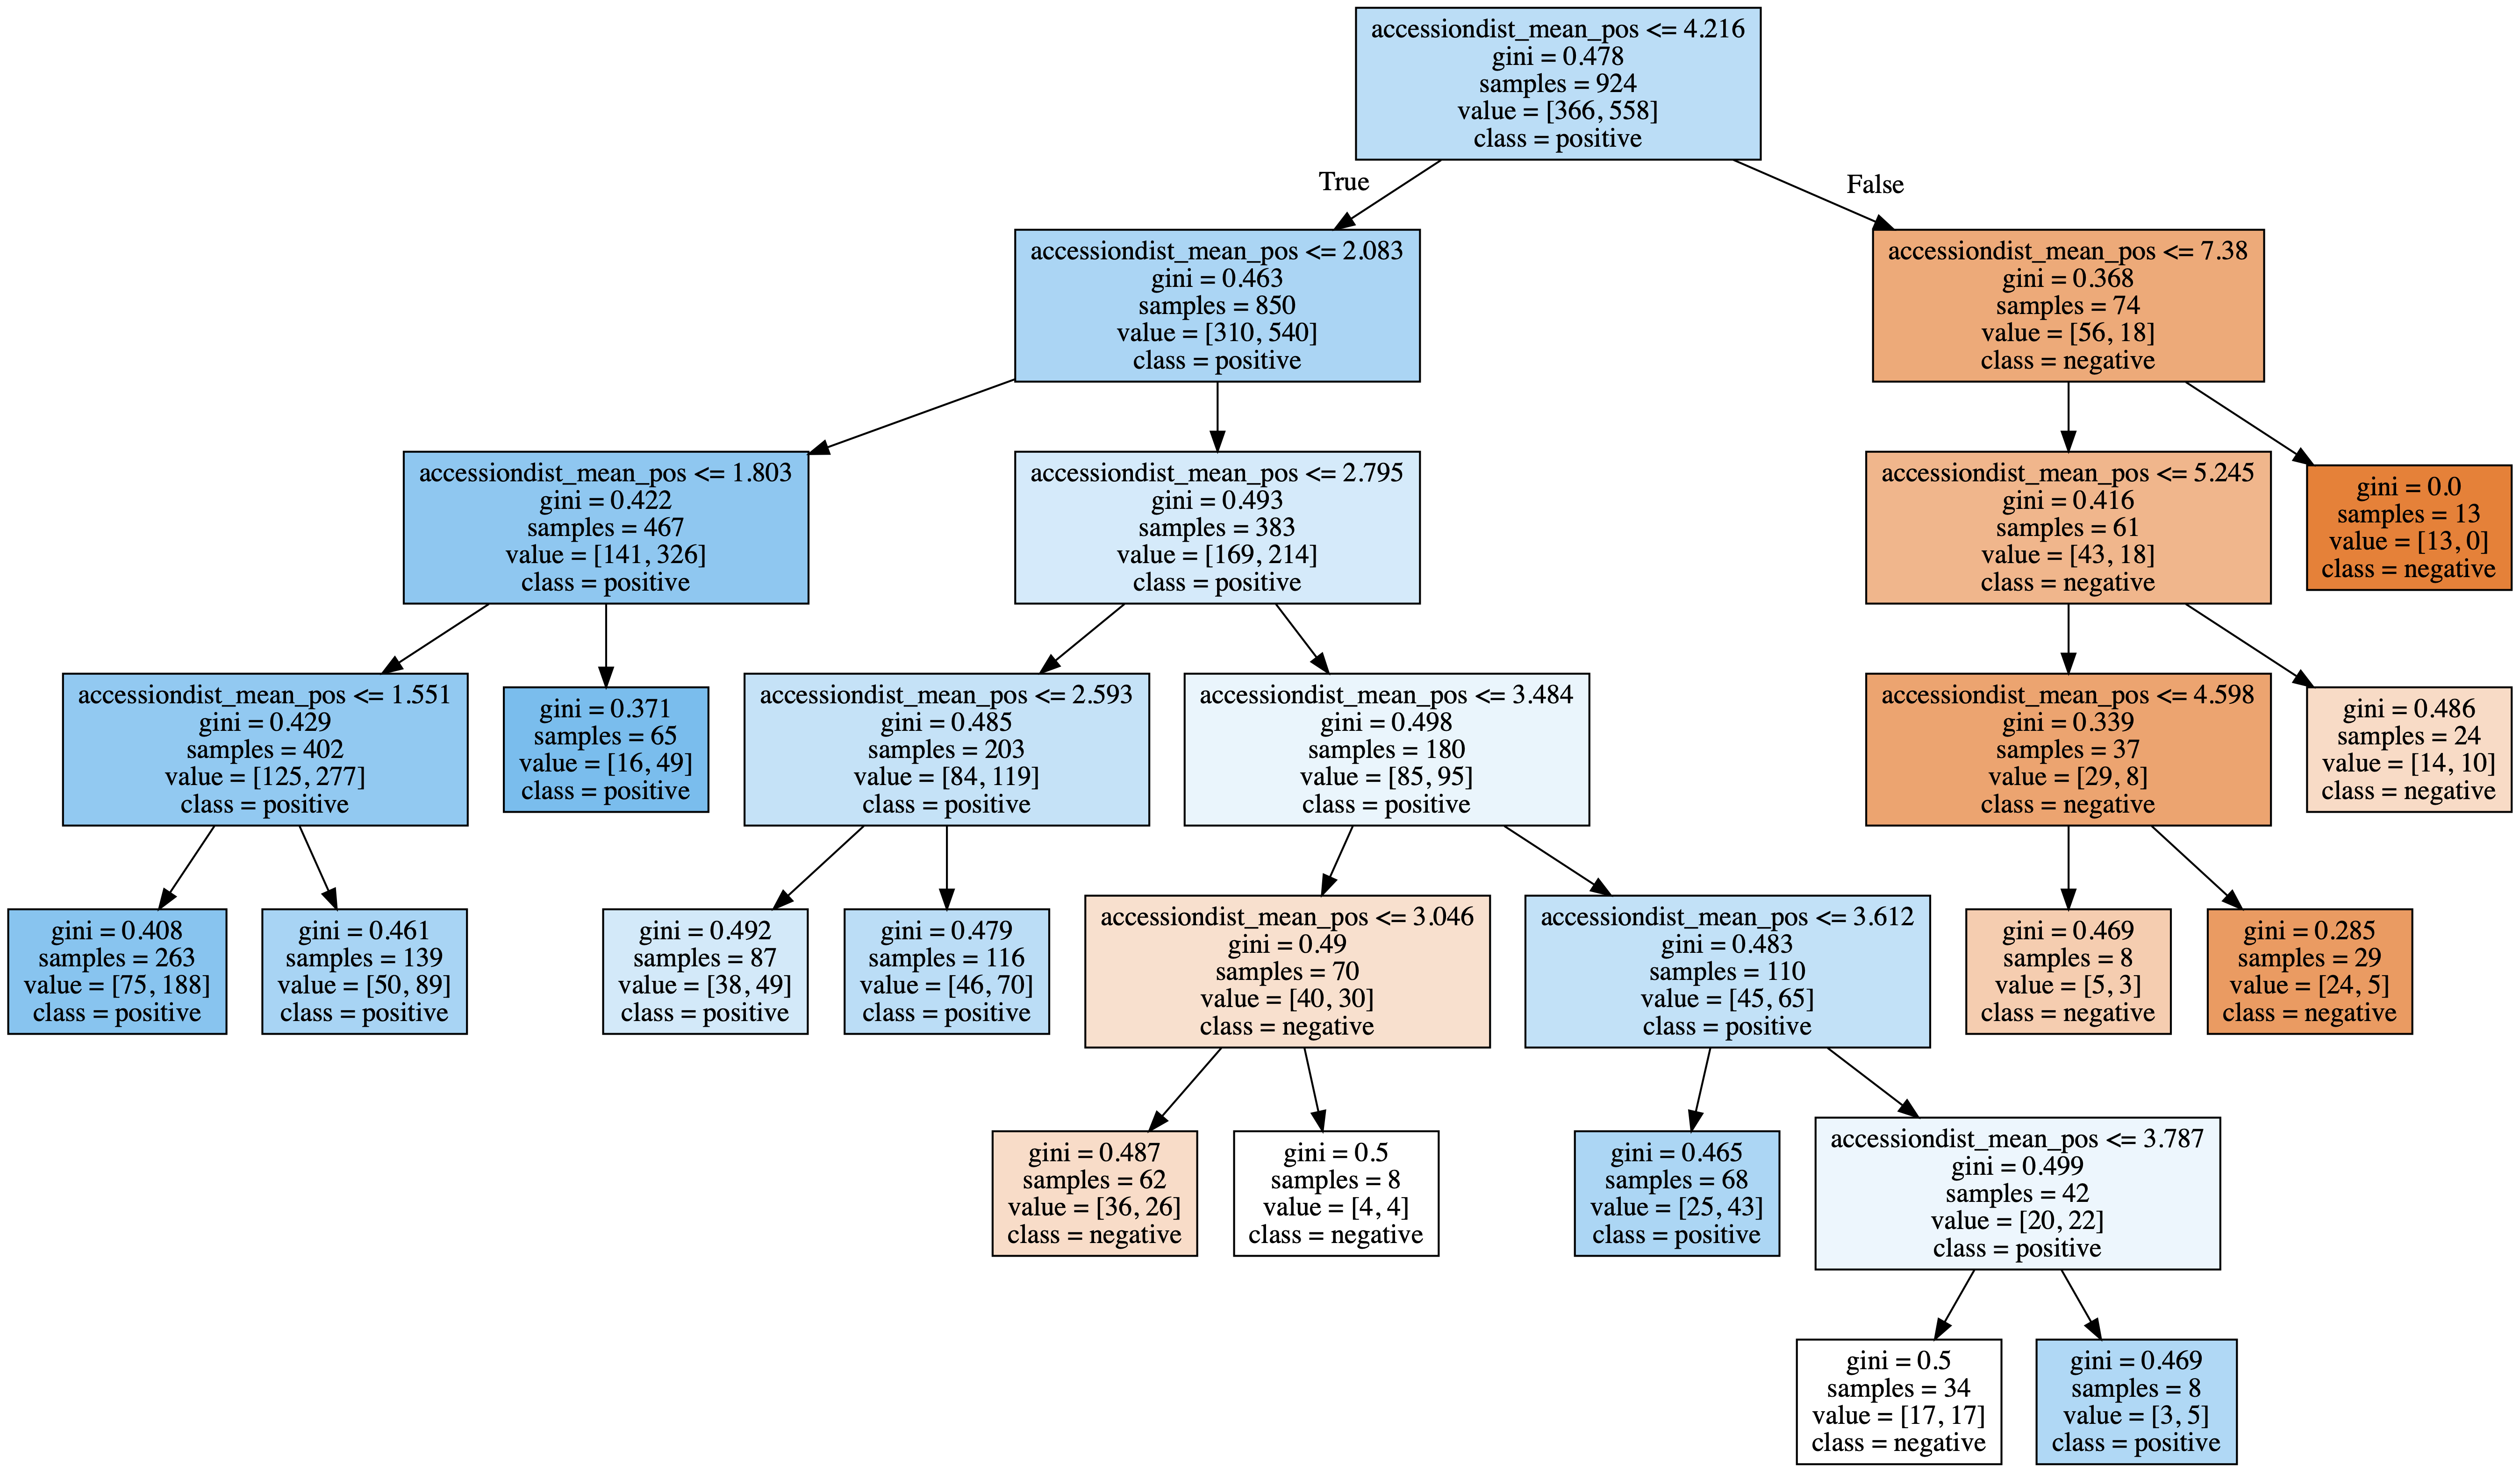 accessiondist_mean_pos <= 4.216
gini = 0.478
samples = 924
value = [366, 558]
class = positive
True
False
accessiondist_mean_pos <= 2.083
gini = 0.463
samples = 850
value = [310, 540]
class = positive
accessiondist_mean_pos <= 7.38
gini = 0.368
samples = 74
value = [56, 18]
class = negative
accessiondist_mean_pos <= 1.803
gini = 0.422
samples = 467
value = [141, 326]
class = positive
accessiondist_mean_pos <= 2.795
gini = 0.493
samples = 383
value = [169, 214]
class = positive
accessiondist_mean_pos <= 5.245
gini = 0.416
samples = 61
value = [43, 18]
class = negative
gini = 0.0
samples = 13
value = [13, 0]
class = negative
accessiondist_mean_pos <= 1.551
gini = 0.429
samples = 402
value = [125, 277]
class = positive
gini = 0.371
samples = 65
value = [16, 49]
class = positive
accessiondist_mean_pos <= 2.593
gini = 0.485
samples = 203
value = [84, 119]
class = positive
accessiondist_mean_pos <= 3.484
gini = 0.498
samples = 180
value = [85, 95]
class = positive
accessiondist_mean_pos <= 4.598
gini = 0.339
samples = 37
value = [29, 8]
class = negative
gini = 0.486
samples = 24
value = [14, 10]
class = negative
gini = 0.408
samples = 263
value = [75, 188]
class = positive
gini = 0.461
samples = 139
value = [50, 89]
class = positive
gini = 0.492
samples = 87
value = [38, 49]
class = positive
gini = 0.479
samples = 116
value = [46, 70]
class = positive
accessiondist_mean_pos <= 3.046
gini = 0.49
samples = 70
value = [40, 30]
class = negative
accessiondist_mean_pos <= 3.612
gini = 0.483
samples = 110
value = [45, 65]
class = positive
gini = 0.469
samples = 8
value = [5, 3]
class = negative
gini = 0.285
samples = 29
value = [24, 5]
class = negative
gini = 0.487
samples = 62
value = [36, 26]
class = negative
gini = 0.5
samples = 8
value = [4, 4]
class = negative
gini = 0.465
samples = 68
value = [25, 43]
class = positive
accessiondist_mean_pos <= 3.787
gini = 0.499
samples = 42
value = [20, 22]
class = positive
gini = 0.5
samples = 34
value = [17, 17]
class = negative
gini = 0.469
samples = 8
value = [3, 5]
class = positive